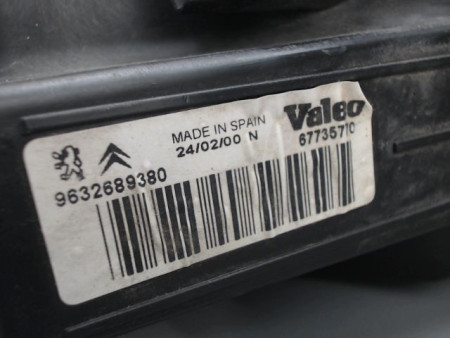 Valeo
MADE IN SPAIN
24/02/00 N
67735710
9632689380